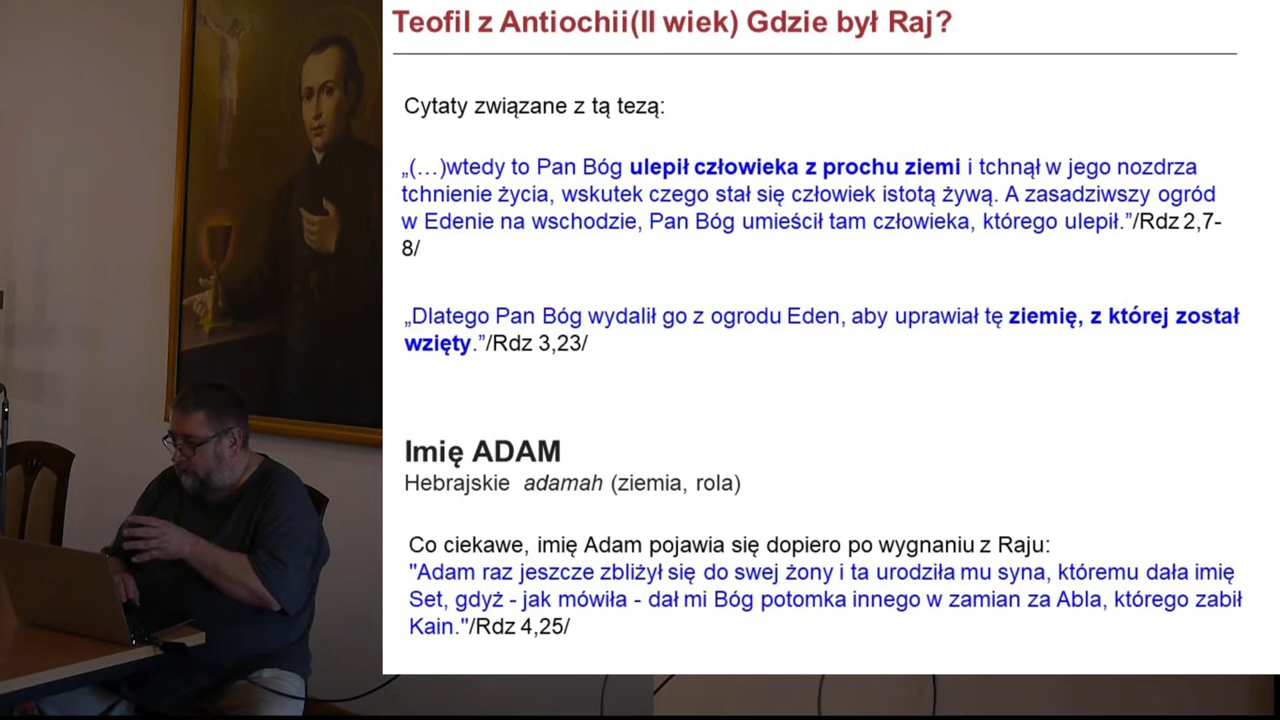 Teofil z Antiochii(II wiek) Gdzie był Raj?
Cytaty związane z tą tezą:
„(…)wtedy to Pan Bóg ulepił człowieka z prochu ziemi i tchnął w jego nozdrza
tchnienie życia, wskutek czego stał się człowiek istotą żywą. A zasadziwszy ogród
w Edenie na wschodzie, Pan Bóg umieścił tam człowieka, którego ulepił.”/Rdz 2,7-
8/
„Dlatego Pan Bóg wydalił go z ogrodu Eden, aby uprawiał tę ziemię, z której został
wzięty.”/Rdz 3,23/
Imię ADAM
Hebrajskie adamah (ziemia, rola)
Co ciekawe, imię Adam pojawia się dopiero po wygnaniu z Raju:
"Adam raz jeszcze zbliżył się do swej żony i ta urodziła mu syna, któremu dała imię
Set, gdyż - jak mówiła - dał mi Bóg potomka innego w zamian za Abla, którego zabił
Kain."/Rdz 4,25/